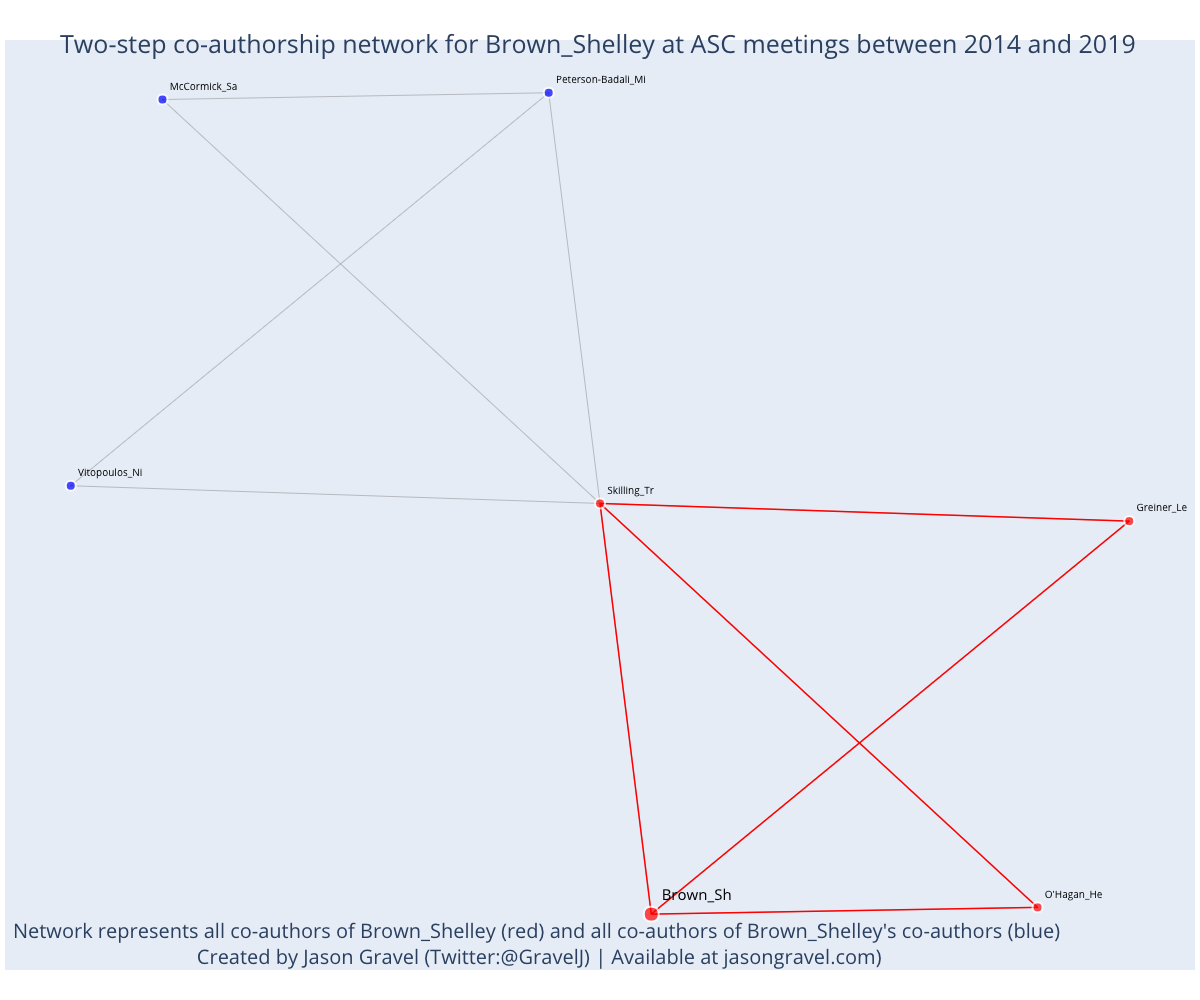 Two-step co-authorship network for Brown_Shelley at ASC meetings between 2014 and 2019
Peterson-Badali_Mi
McCormick_Sa
Vitopoulos_Ni
Skilling_Tr
Greiner_Le
Brown_Sh
O'Hagan_He
Network represents all co-authors of Brown_Shelley (red) and all co-authors of Brown_Shelley's co-authors (blue)
Created by Jason Gravel (Twitter:@GravelJ) | Available at jasongravel.com)